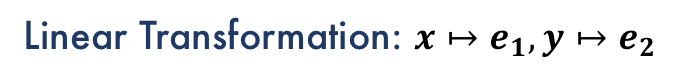 Linear Transformation: x ↦ e₁, y ↦ e₂